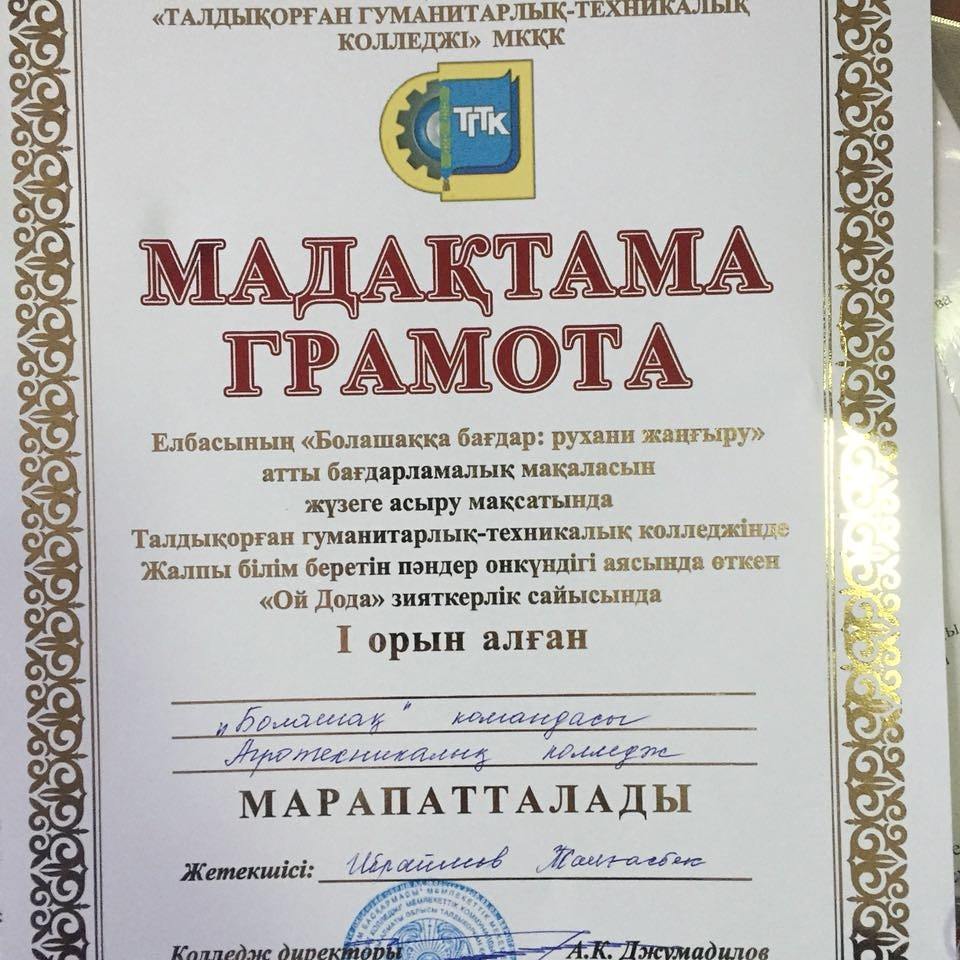 «ТАЛДЫҚОРҒАН ГУМАНИТАРЛЫҚ-ТЕХНИКАЛЫҚ
КОЛЛЕДЖІ» МКҚК
ТГТК
МАДАҚТАМА
ГРАМОТА
Елбасының «Болашаққа бағдар: рухани жаңғыру»
атты бағдарламалық мақаласын
жүзеге асыру мақсатында
Талдықорған гуманитарлық-техникалық колледжінде
Жалпы білім беретін пәндер онкүндігі аясында өткен
«Ой Дода» зияткерлік сайысында
I орын алған
„Болашақ" командасы
Агротехникалық колледж
МАРАПАТТАЛАДЫ
Жетекшісі: Ибраимов
Колледж директоры А.К. Джумадилов